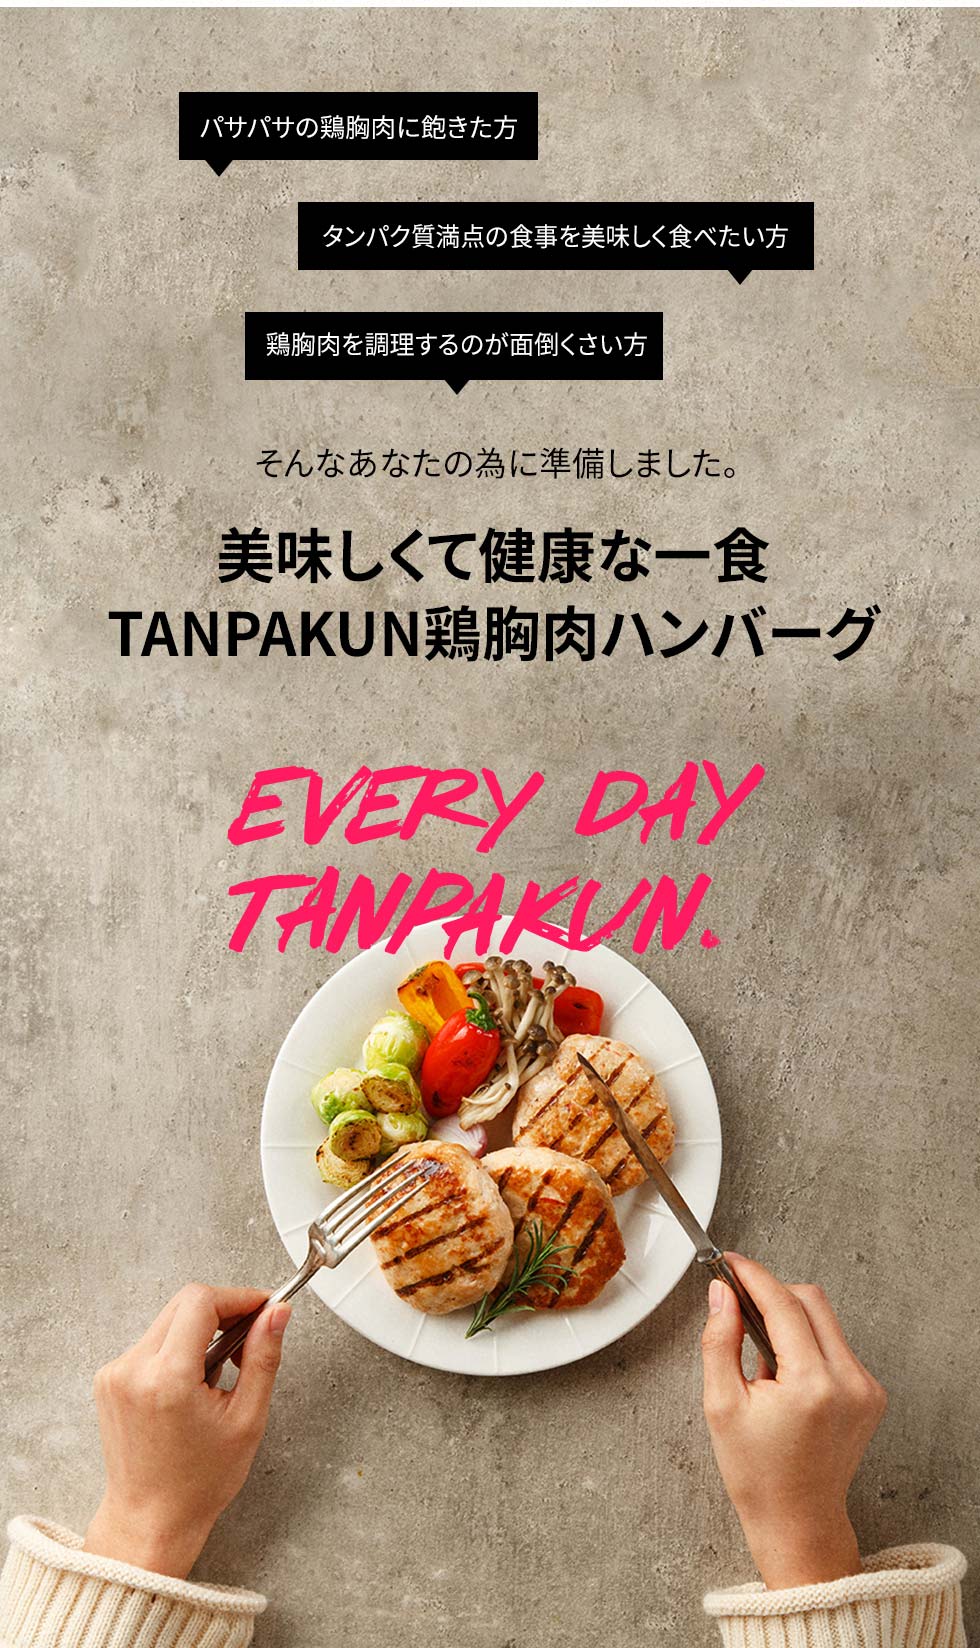 パサパサの鶏胸肉に飽きた方
タンパク質満点の食事を美味しく食べたい方
鶏胸肉を調理するのが面倒くさい方
そんなあなたの為に準備しました。
美味しくて健康な一食
TANPAKUN鶏胸肉ハンバーグ
EVERY DAY
TANPAKUN.